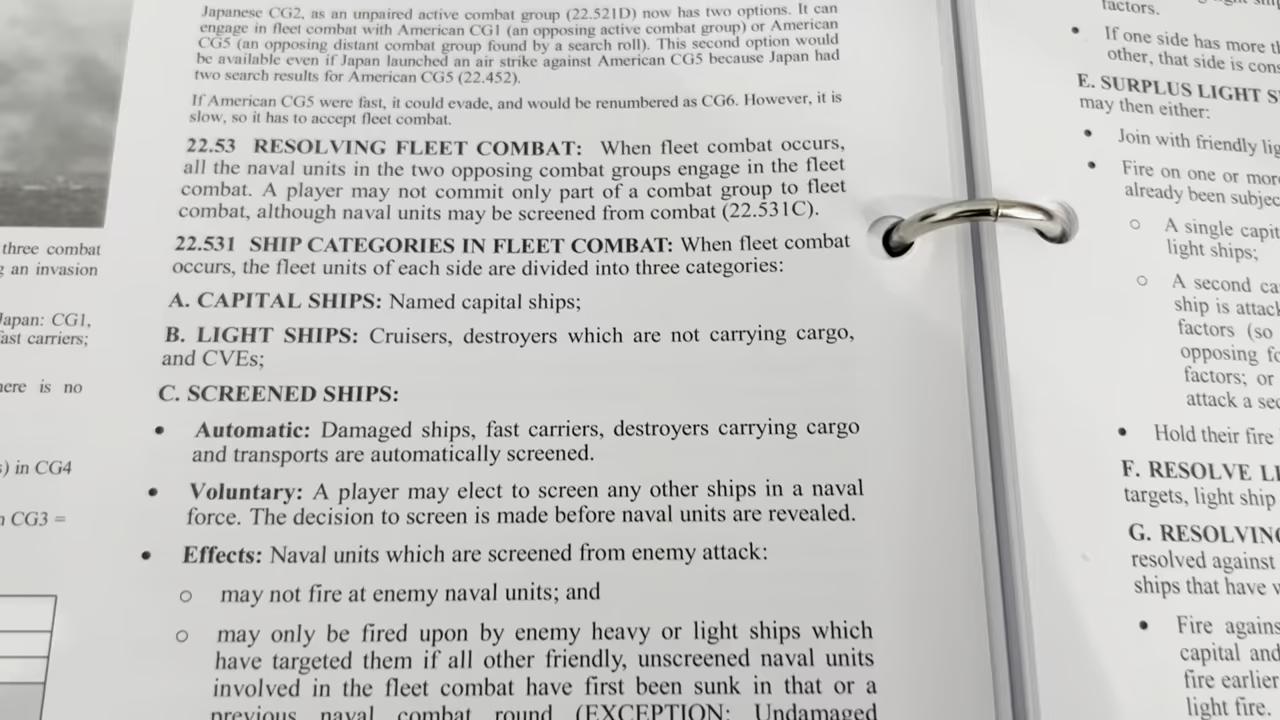 three combat
an invasion
Japan: CG1,
fast carriers;
here is no
) in CG4
CG3 =
Japanese CG2, as an unpaired active combat group (22.521D) now has two options. It can
engage in fleet combat with American CG1 (an opposing active combat group) or American
CG5 (an opposing distant combat group found by a search roll). This second option would
be available even if Japan launched an air strike against American CG5 because Japan had
two search results for American CG5 (22.452).
If American CG5 were fast, it could evade, and would be renumbered as CG6. However, it is
slow, so it has to accept fleet combat.
22.53 RESOLVING FLEET COMBAT: When fleet combat occurs,
all the naval units in the two opposing combat groups engage in the fleet
combat. A player may not commit only part of a combat group to fleet
combat, although naval units may be screened from combat (22.531C).
22.531 SHIP CATEGORIES IN FLEET COMBAT: When fleet combat
occurs, the fleet units of each side are divided into three categories:
A. CAPITAL SHIPS: Named capital ships;
B. LIGHT SHIPS: Cruisers, destroyers which are not carrying cargo,
and CVEs;
C. SCREENED SHIPS:
• Automatic: Damaged ships, fast carriers, destroyers carrying cargo
and transports are automatically screened.
• Voluntary: A player may elect to screen any other ships in a naval
force. The decision to screen is made before naval units are revealed.
• Effects: Naval units which are screened from enemy attack:
○ may not fire at enemy naval units; and
○ may only be fired upon by enemy heavy or light ships which
have targeted them if all other friendly, unscreened naval units
involved in the fleet combat have first been sunk in that or a
previous naval combat round (EXCEPTION: Undamaged
factors.
• If one side has more
other, that side is
E. SURPLUS LIGHT
may then either:
• Join with friendly
• Fire on one or
already been
○ A single
light ships;
○ A second
ship is
factors (so
opposing
factors; or
attack a
• Hold their fire
F. RESOLVE
targets, light ship
G. RESOLVING
resolved against
ships that have
• Fire
capital and
fire earlier
light fire.